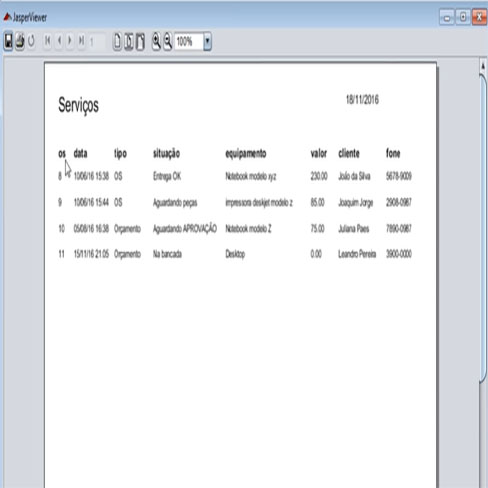 JasperViewer
1
100%
Serviços
18/11/2016
os data tipo situação equipamento valor cliente fone
8 10/06/16 15:38 OS Entrega OK Notebook modelo xyz 230.00 João da Silva 5678-9009
9 10/06/16 15:44 OS Aguardando peças impressora deskjet modelo z 85.00 Joaquim Jorge 2908-0987
10 05/08/16 16:38 Orçamento Aguardando APROVAÇÃO Notebook modelo Z 75.00 Juliana Paes 7890-0987
11 15/11/16 21:05 Orçamento Na bancada Desktop 0.00 Leandro Pereira 3900-0000